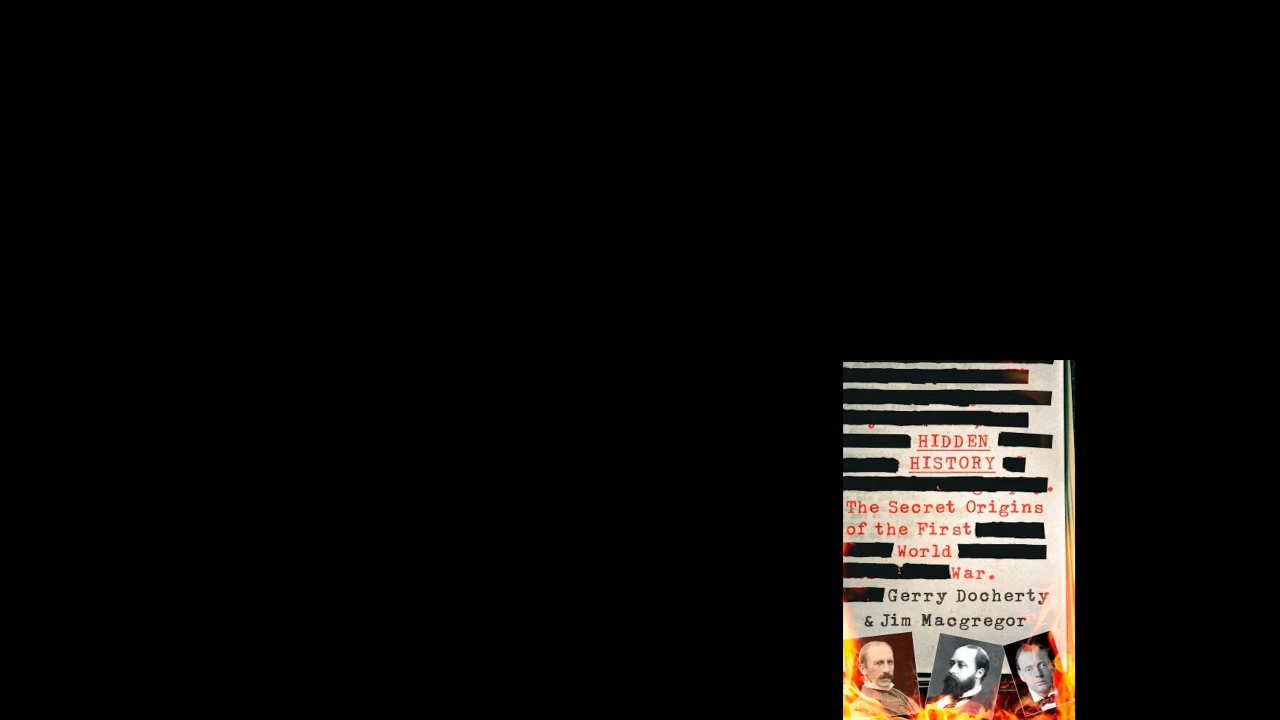 HIDDEN
HISTORY
The Secret Origins
of the First
World
War.
Gerry Docherty
& Jim Macgregor